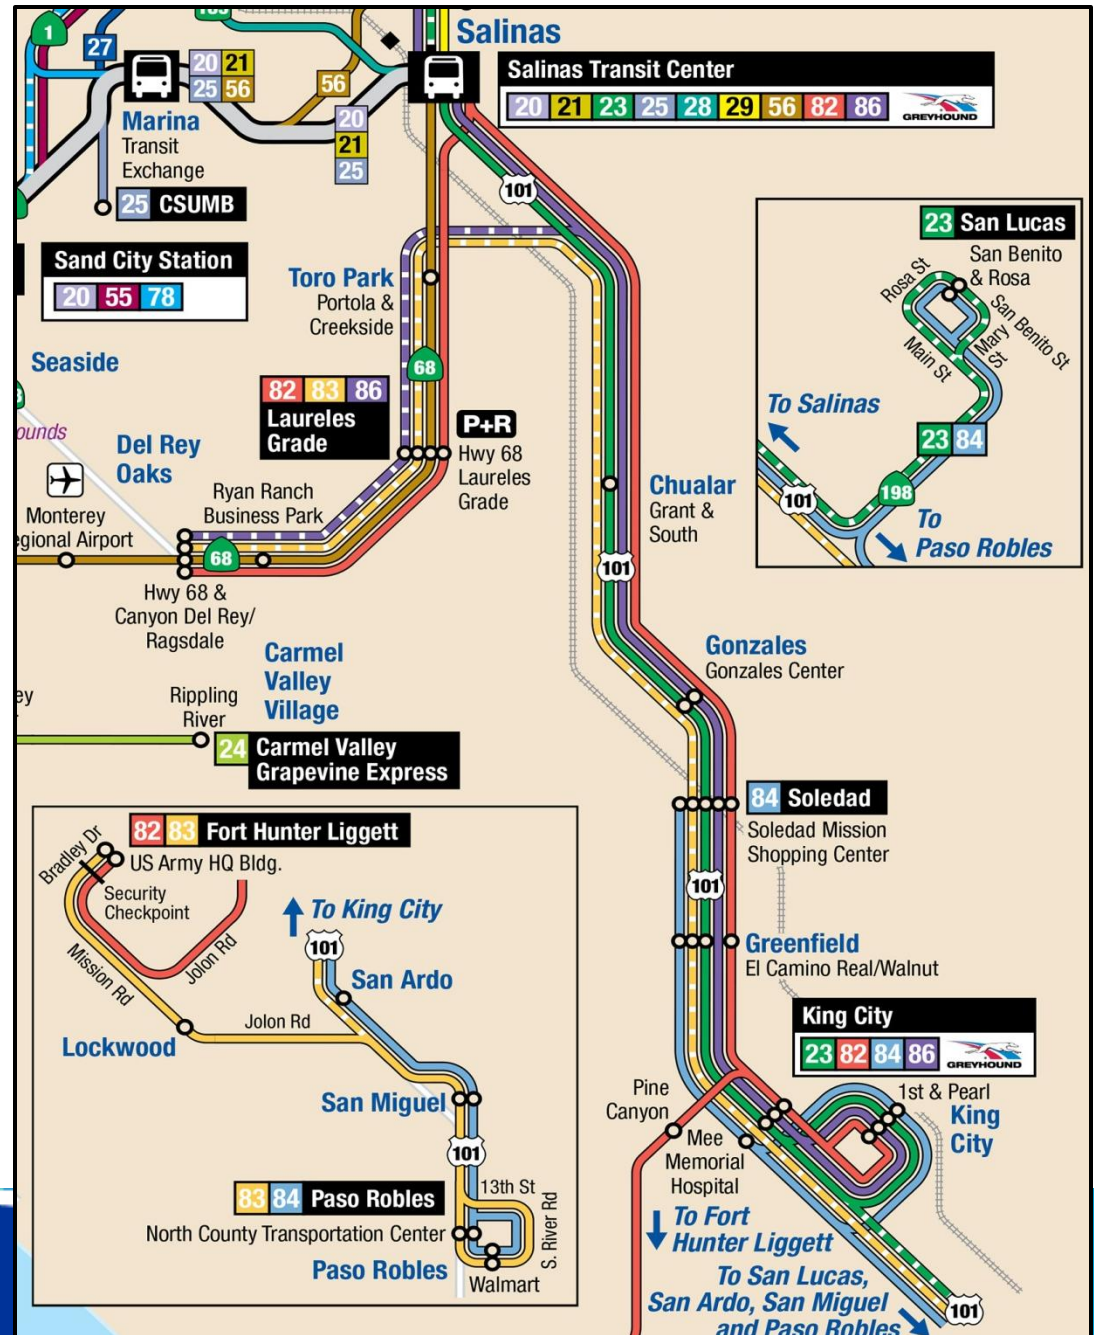 1
27
Salinas
Salinas Transit Center
20 21 23 25 28 29 56 82 86
GREYHOUND
20 21
25 56
56
20
21
25
Marina
Transit
Exchange
25 CSUMB
101
Sand City Station
20 55 78
Toro Park
Portola &
Creekside
23 San Lucas
San Benito
& Rosa
Rosa St
San Benito St
Mary
St
Main St
To Salinas
23 84
101
198
To
Paso Robles
Seaside
68
82 83 86
Laureles
Grade
P+R
Hwy 68
Laureles
Grade
ounds
Del Rey
Oaks
Monterey
egional Airport
Ryan Ranch
Business Park
68
Hwy 68 &
Canyon Del Rey/
Ragsdale
Chualar
Grant &
South
101
Gonzales
Gonzales Center
Carmel
Valley
Village
ey
Rippling
River
24 Carmel Valley
Grapevine Express
84 Soledad
Soledad Mission
Shopping Center
101
Greenfield
El Camino Real/Walnut
King City
23 82 84 86
GREYHOUND
1st & Pearl
King
City
Pine
Canyon
Mee
Memorial
Hospital
To Fort
Hunter Liggett
To San Lucas,
San Ardo, San Miguel
and Paso Robles
101
82 83 Fort Hunter Liggett
Bradley Dr
US Army HQ Bldg.
Security
Checkpoint
Mission Rd
Jolon Rd
To King City
101
San Ardo
Jolon Rd
Lockwood
San Miguel
101
83 84 Paso Robles
13th St
S. River Rd
North County Transportation Center
Paso Robles
Walmart